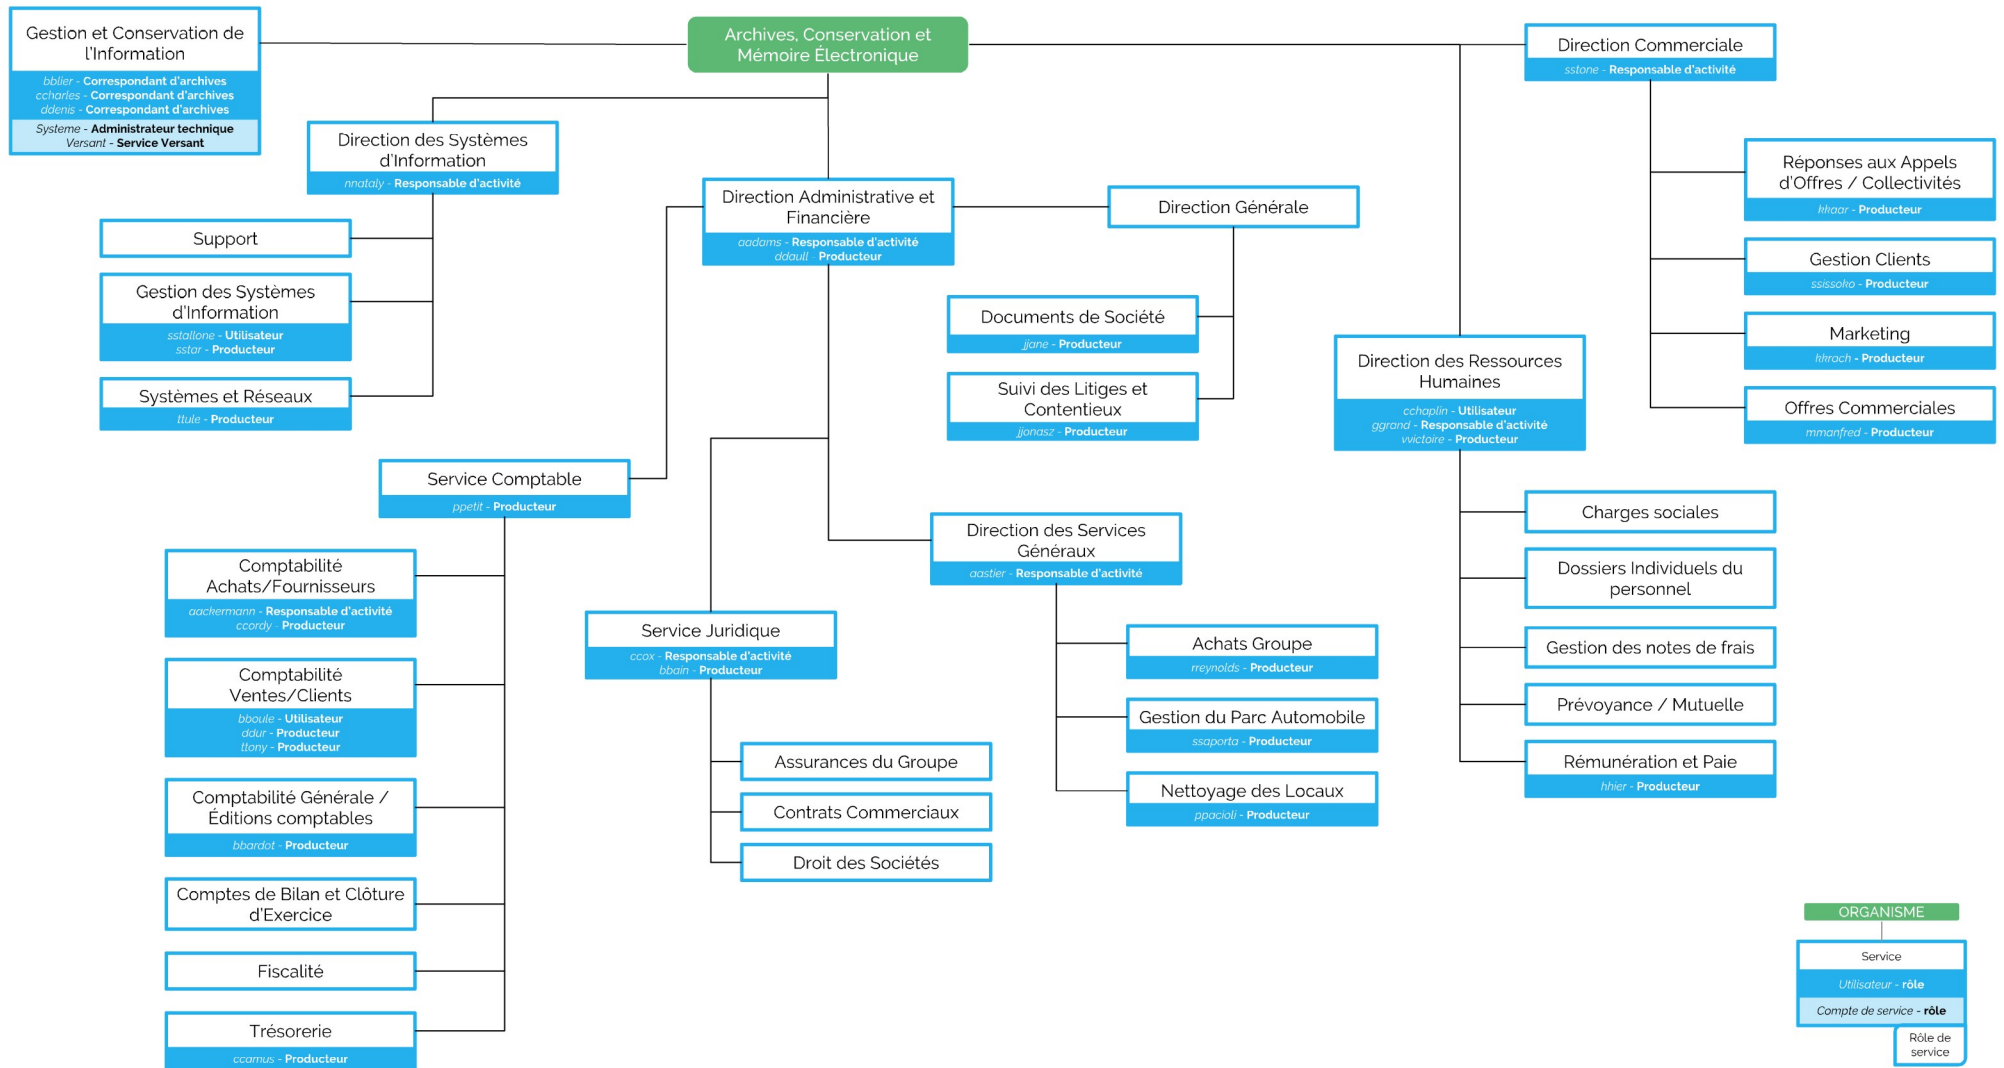 Gestion et Conservation de
l'Information
bblier - Correspondant d'archives
ccharles - Correspondant d'archives
ddenis - Correspondant d'archives
Systeme - Administrateur technique
Versant - Service Versant
Archives, Conservation et
Mémoire Électronique
Direction Commerciale
sstone - Responsable d'activité
Direction des Systèmes
d'Information
nnataly - Responsable d'activité
Support
Gestion des Systèmes
d'Information
sstallone - Utilisateur
sstar - Producteur
Systèmes et Réseaux
ttule - Producteur
Direction Administrative et
Financière
aadams - Responsable d'activité
ddaull - Producteur
Direction Générale
Documents de Société
jjane - Producteur
Suivi des Litiges et
Contentieux
jjonasz - Producteur
Réponses aux Appels
d'Offres / Collectivités
kkaar - Producteur
Gestion Clients
ssissoko - Producteur
Marketing
kkrach - Producteur
Offres Commerciales
mmanfred - Producteur
Direction des Ressources
Humaines
cchaplin - Utilisateur
ggrand - Responsable d'activité
vvictoire - Producteur
Charges sociales
Dossiers Individuels du
personnel
Gestion des notes de frais
Prévoyance / Mutuelle
Rémunération et Paie
hhier - Producteur
Service Comptable
ppetit - Producteur
Comptabilité
Achats/Fournisseurs
aackermann - Responsable d'activité
ccordy - Producteur
Comptabilité
Ventes/Clients
bboule - Utilisateur
ddur - Producteur
ttony - Producteur
Comptabilité Générale /
Éditions comptables
bbardot - Producteur
Comptes de Bilan et Clôture
d'Exercice
Fiscalité
Trésorerie
ccamus - Producteur
Service Juridique
ccox - Responsable d'activité
bbain - Producteur
Assurances du Groupe
Contrats Commerciaux
Droit des Sociétés
Direction des Services
Généraux
aastier - Responsable d'activité
Achats Groupe
rreynolds - Producteur
Gestion du Parc Automobile
ssaporta - Producteur
Nettoyage des Locaux
ppacioli - Producteur
ORGANISME
Service
Utilisateur - rôle
Compte de service - rôle
Rôle de
service